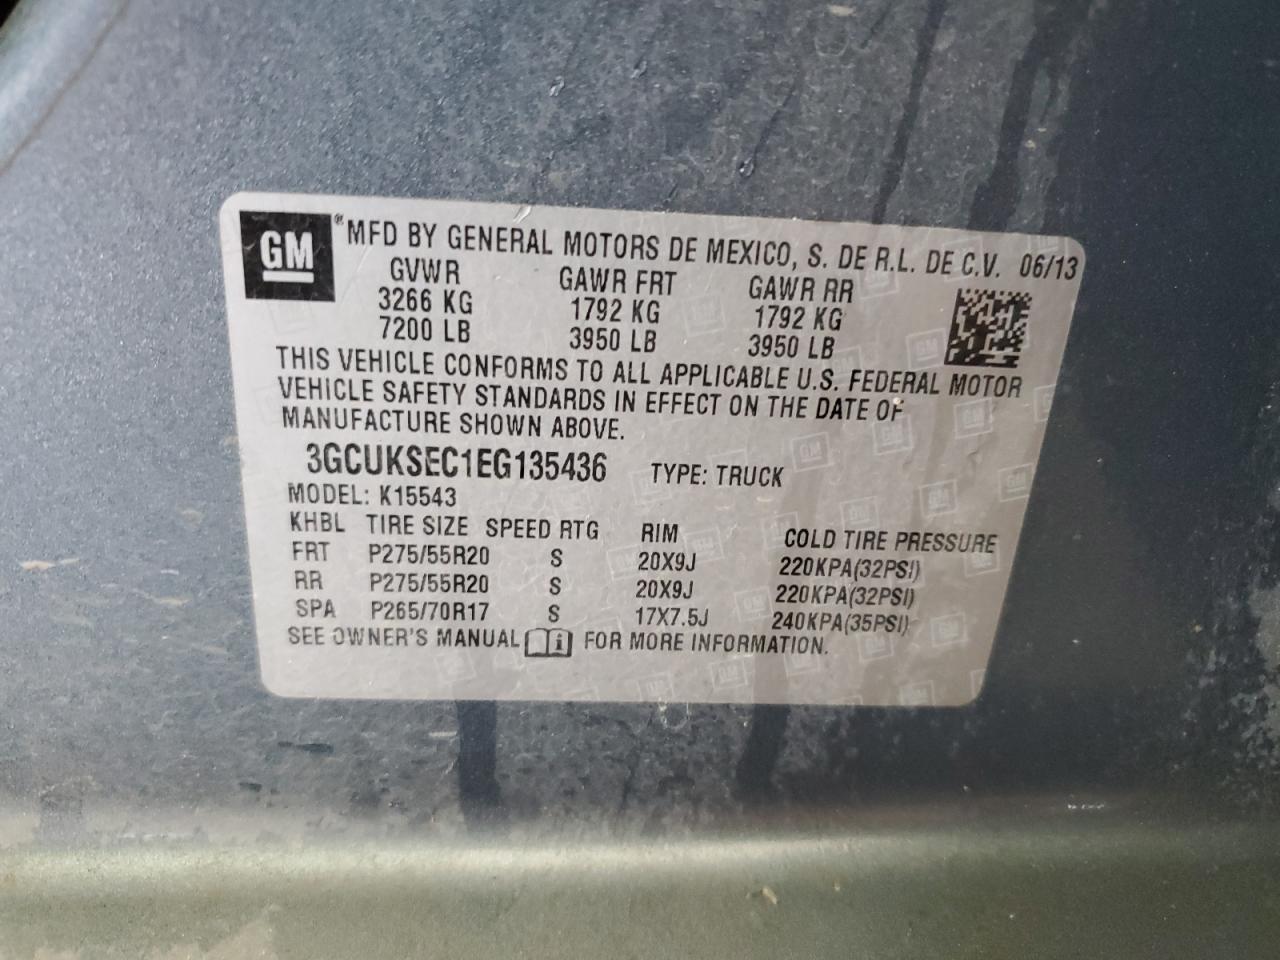 GM ® MFD BY GENERAL MOTORS DE MEXICO, S. DE R.L. DE C.V. 06/13
GVWR GAWR FRT GAWR RR
3266 KG 1792 KG 1792 KG
7200 LB 3950 LB 3950 LB
THIS VEHICLE CONFORMS TO ALL APPLICABLE U.S. FEDERAL MOTOR
VEHICLE SAFETY STANDARDS IN EFFECT ON THE DATE OF
MANUFACTURE SHOWN ABOVE.
3GCUKSEC1EG135436 TYPE: TRUCK
MODEL: K15543
KHBL TIRE SIZE SPEED RTG RIM COLD TIRE PRESSURE
FRT P275/55R20 S 20X9J 220KPA(32PSI)
RR P275/55R20 S 20X9J 220KPA(32PSI)
SPA P265/70R17 S 17X7.5J 240KPA(35PSI)
SEE OWNER'S MANUAL i FOR MORE INFORMATION.